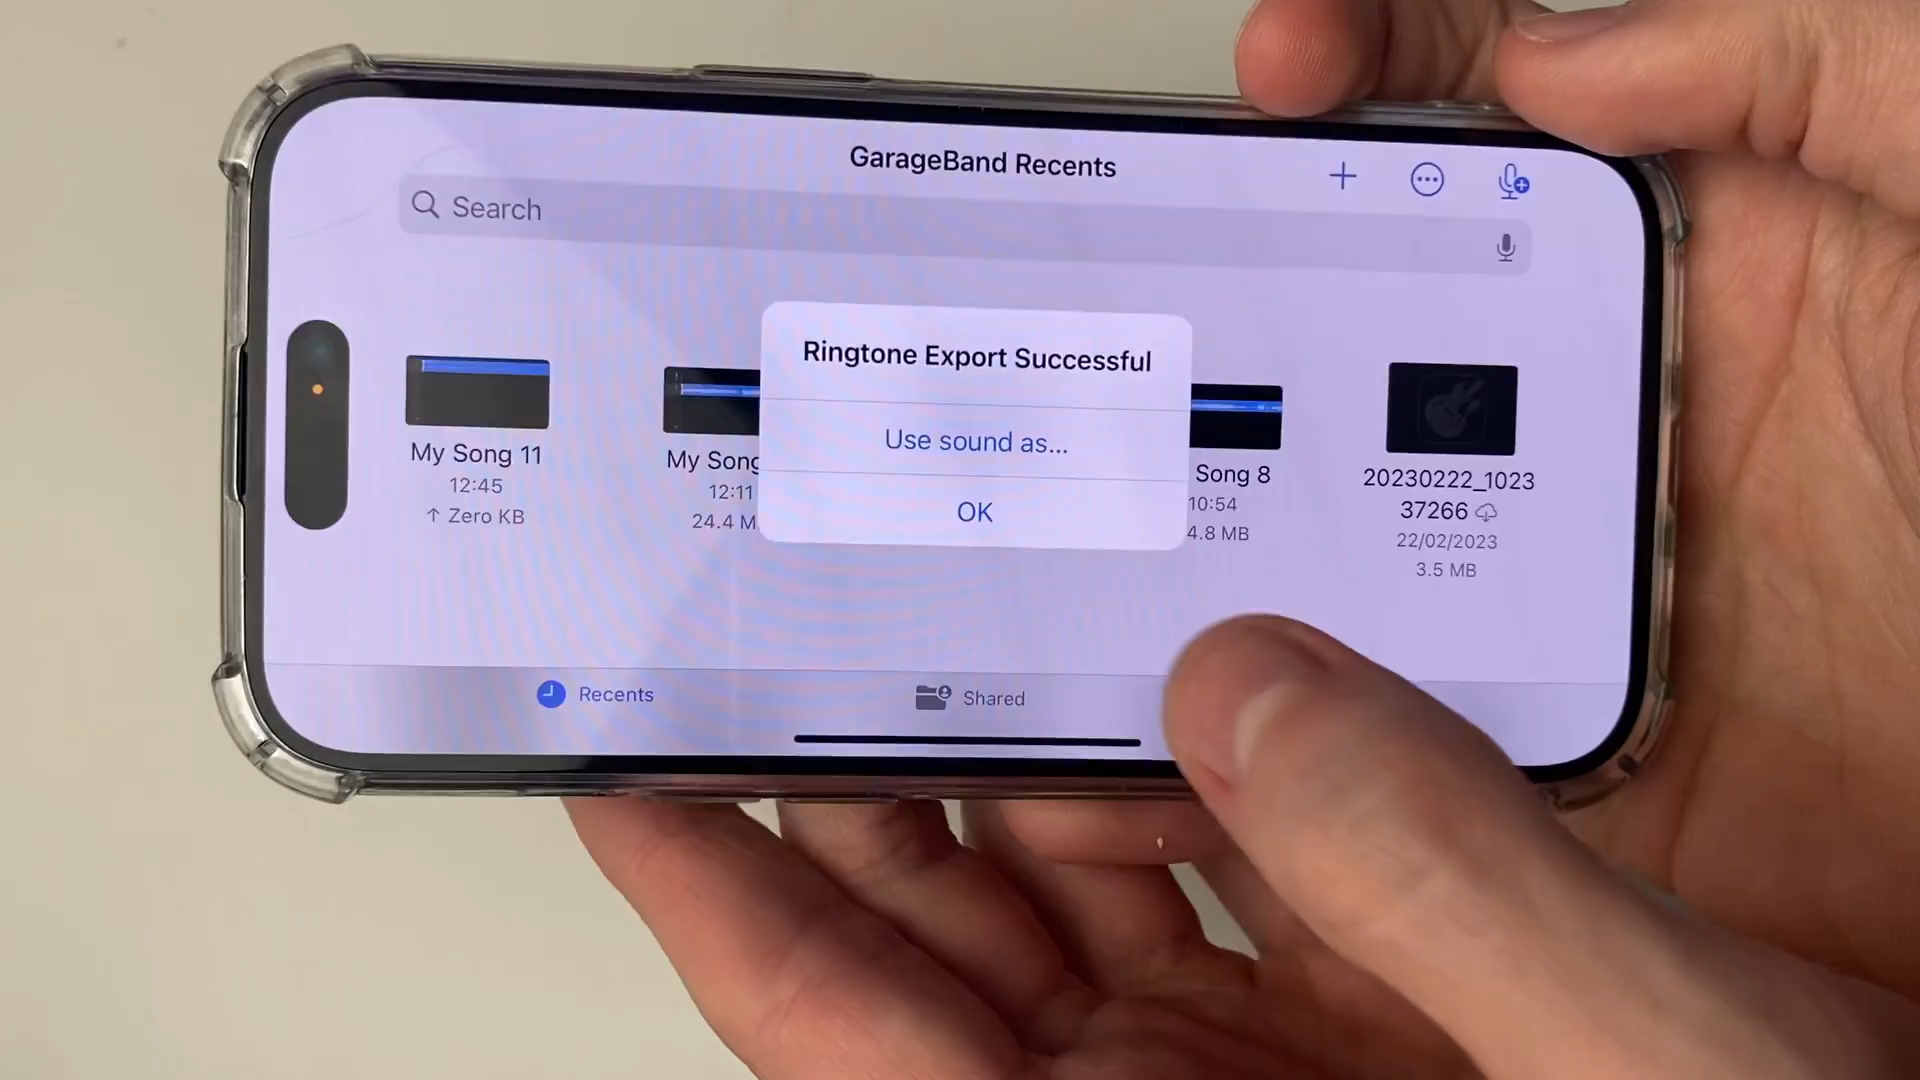 GarageBand Recents
Search
Ringtone Export Successful
Use sound as...
OK
My Song 11
12:45
↑ Zero KB
My Song
12:11
24.4 M
Song 8
10:54
4.8 MB
20230222_1023
37266
22/02/2023
3.5 MB
Recents
Shared